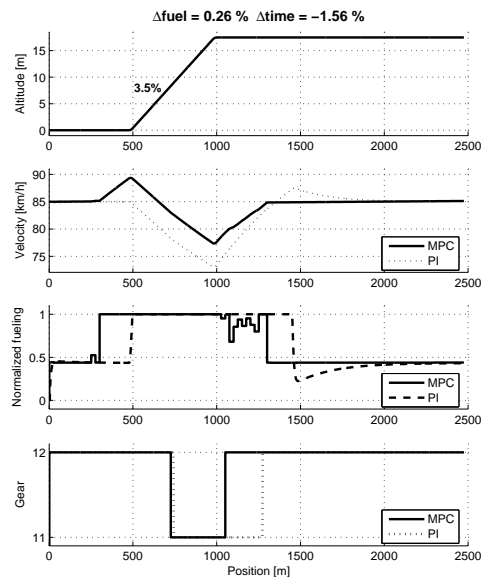 Δfuel = 0.26 % Δtime = −1.56 %
Altitude [m]
15
10
5
0
3.5%
0 500 1000 1500 2000 2500
Velocity [km/h]
90
85
80
75
MPC
PI
0 500 1000 1500 2000 2500
Normalized fueling
1
0.5
0
MPC
PI
0 500 1000 1500 2000 2500
Gear
12
11
MPC
PI
0 500 1000 1500 2000 2500
Position [m]